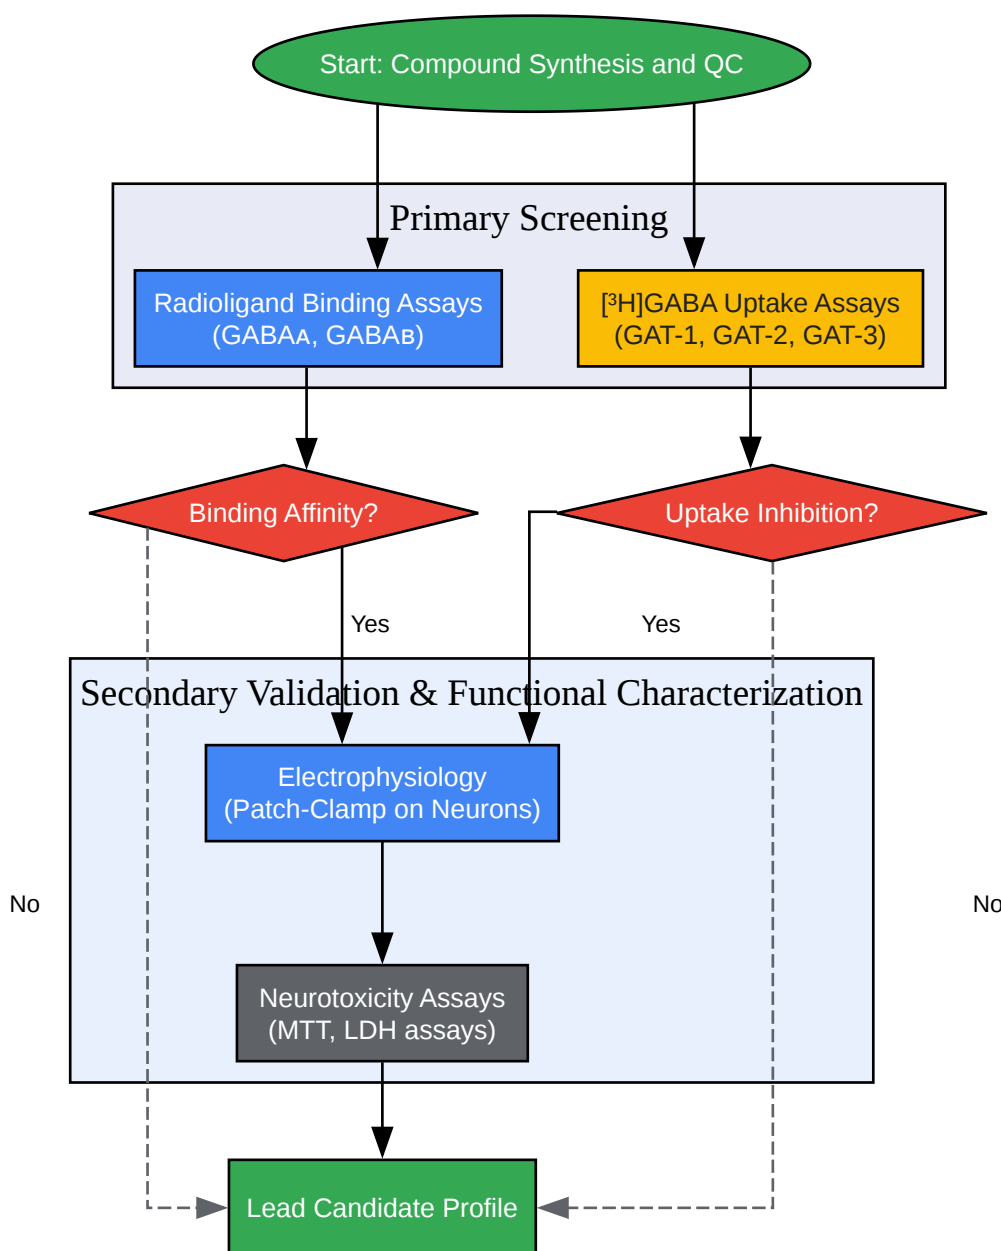 Start: Compound Synthesis and QC
Primary Screening
Radioligand Binding Assays
(GABAᴀ, GABAʙ)
[³H]GABA Uptake Assays
(GAT-1, GAT-2, GAT-3)
Binding Affinity?
Uptake Inhibition?
Yes
Yes
Secondary Validation & Functional Characterization
Electrophysiology
(Patch-Clamp on Neurons)
No
No
Neurotoxicity Assays
(MTT, LDH assays)
Lead Candidate Profile